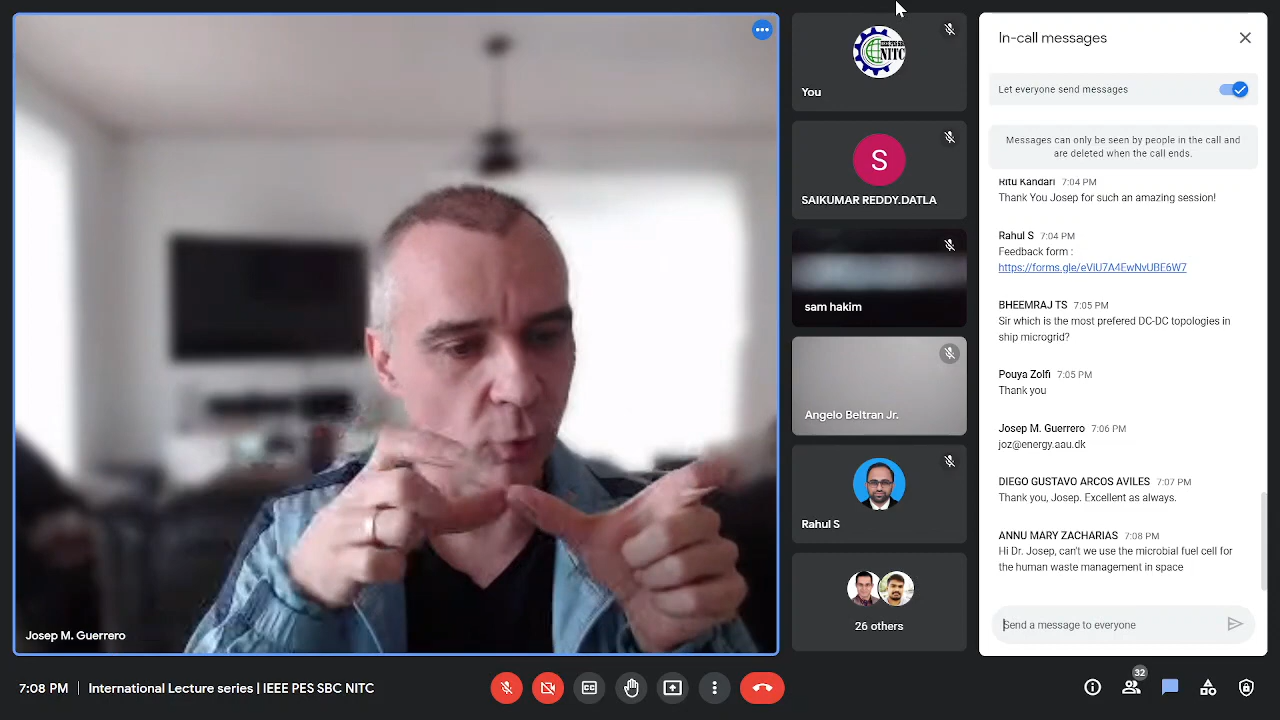 Josep M. Guerrero
NITC
You
S
SAIKUMAR REDDY.DATLA
sam hakim
Angelo Beltran Jr.
Rahul S
26 others
In-call messages
Let everyone send messages
Messages can only be seen by people in the call and
are deleted when the call ends.
Ritu Kandari 7:04 PM
Thank You Josep for such an amazing session!
Rahul S 7:04 PM
Feedback form :
https://forms.gle/eViU7A4EwNvUBE6W7
BHEEMRAJ TS 7:05 PM
Sir which is the most prefered DC-DC topologies in
ship microgrid?
Pouya Zolfi 7:05 PM
Thank you
Josep M. Guerrero 7:06 PM
joz@energy.aau.dk
DIEGO GUSTAVO ARCOS AVILES 7:07 PM
Thank you, Josep. Excellent as always.
ANNU MARY ZACHARIAS 7:08 PM
Hi Dr. Josep, can't we use the microbial fuel cell for
the human waste management in space
Send a message to everyone
7:08 PM | International Lecture series | IEEE PES SBC NITC
CC
32